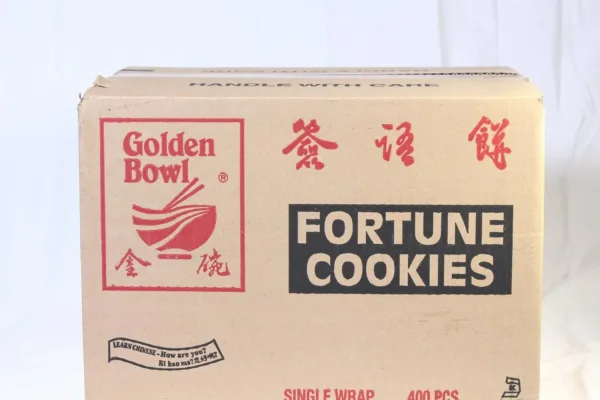 HANDLE WITH CARE
Golden
Bowl®
金碗
簽語餅
FORTUNE
COOKIES
LEARN CHINESE - How are you?
Ni hao ma?
SINGLE WRAP 400 PCS
K